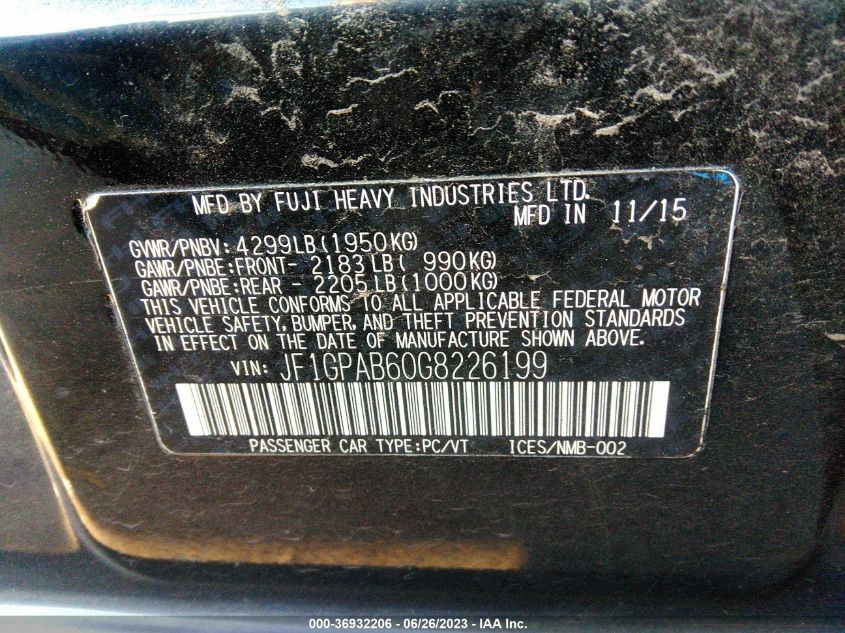 MFD BY FUJI HEAVY INDUSTRIES LTD.
MFD IN 11/15
GVWR/PNBV: 4299LB(1950KG)
GAWR/PNBE:FRONT- 2183LB( 990KG)
GAWR/PNBE:REAR - 2205LB(1000KG)
THIS VEHICLE CONFORMS TO ALL APPLICABLE FEDERAL MOTOR
VEHICLE SAFETY, BUMPER, AND THEFT PREVENTION STANDARDS
IN EFFECT ON THE DATE OF MANUFACTURE SHOWN ABOVE.
VIN: JF1GPAB60G8226199
PASSENGER CAR TYPE:PC/VT ICES/NMB-002
000-36932206 - 06/26/2023 - IAA Inc.